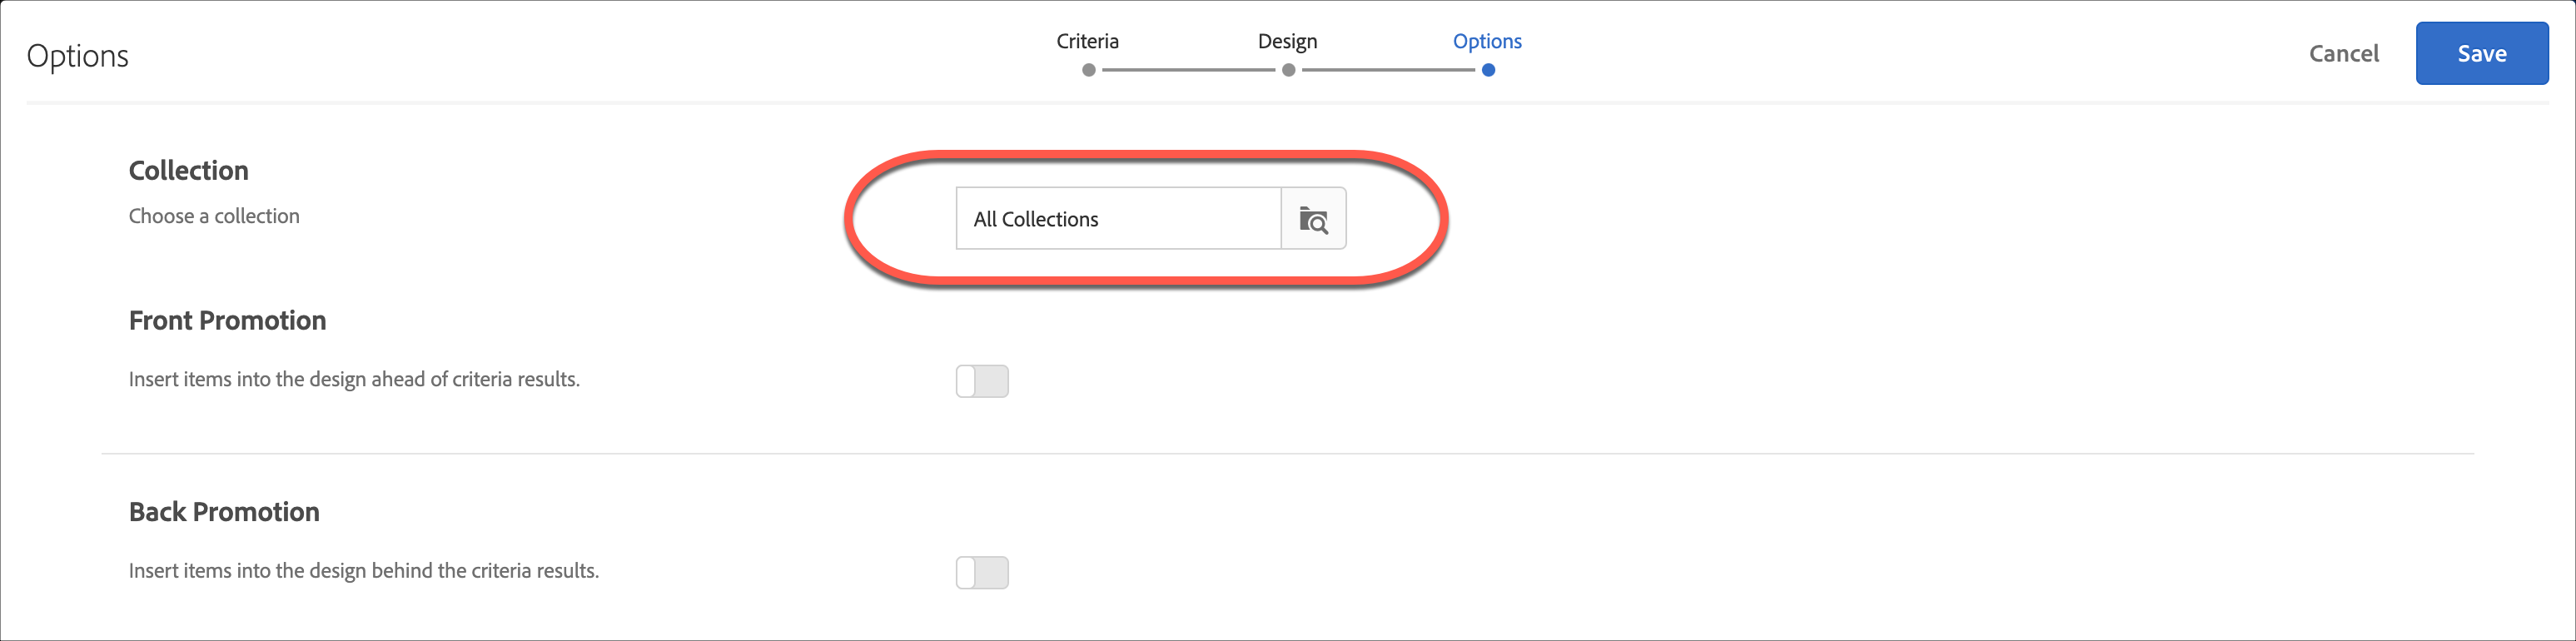 Options
Criteria
Design
Options
Cancel
Save
Collection
Choose a collection
All Collections
Front Promotion
Insert items into the design ahead of criteria results.
Back Promotion
Insert items into the design behind the criteria results.